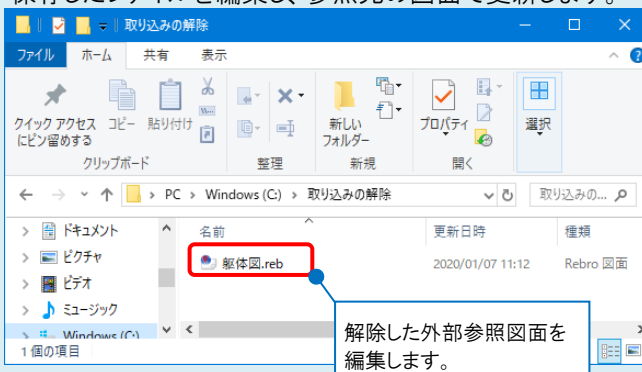 保存したファイルを編集し、参照先の図面で更新します。
取り込みの解除
ファイル ホーム 共有 表示
クイック アクセス
にピン留めする
コピー
貼り付け
新しい
フォルダー
プロパティ
選択
クリップボード 整理 新規 開く
PC › Windows (C:) › 取り込みの解除
取り込みの...
ドキュメント
ピクチャ
ビデオ
ミュージック
Windows (C:)
名前 更新日時 種類
躯体図.reb 2020/01/07 11:12 Rebro 図面
解除した外部参照図面を
編集します。
1 個の項目